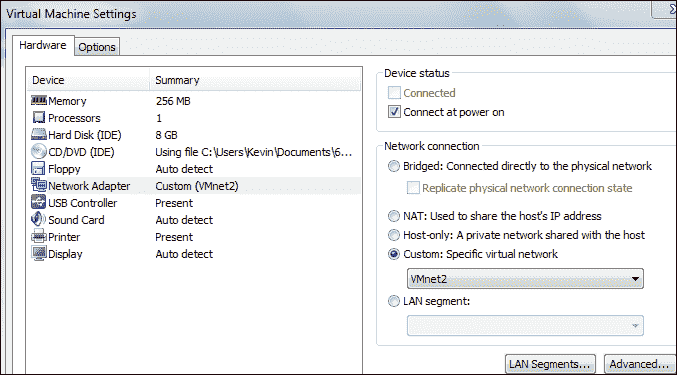 Virtual Machine Settings
Hardware Options
Device Summary
Memory 256 MB
Processors 1
Hard Disk (IDE) 8 GB
CD/DVD (IDE) Using file C:\Users\Kevin\Documents\6...
Floppy Auto detect
Network Adapter Custom (VMnet2)
USB Controller Present
Sound Card Auto detect
Printer Present
Display Auto detect
Device status
Connected
Connect at power on
Network connection
Bridged: Connected directly to the physical network
Replicate physical network connection state
NAT: Used to share the host's IP address
Host-only: A private network shared with the host
Custom: Specific virtual network
VMnet2
LAN segment:
LAN Segments... Advanced...